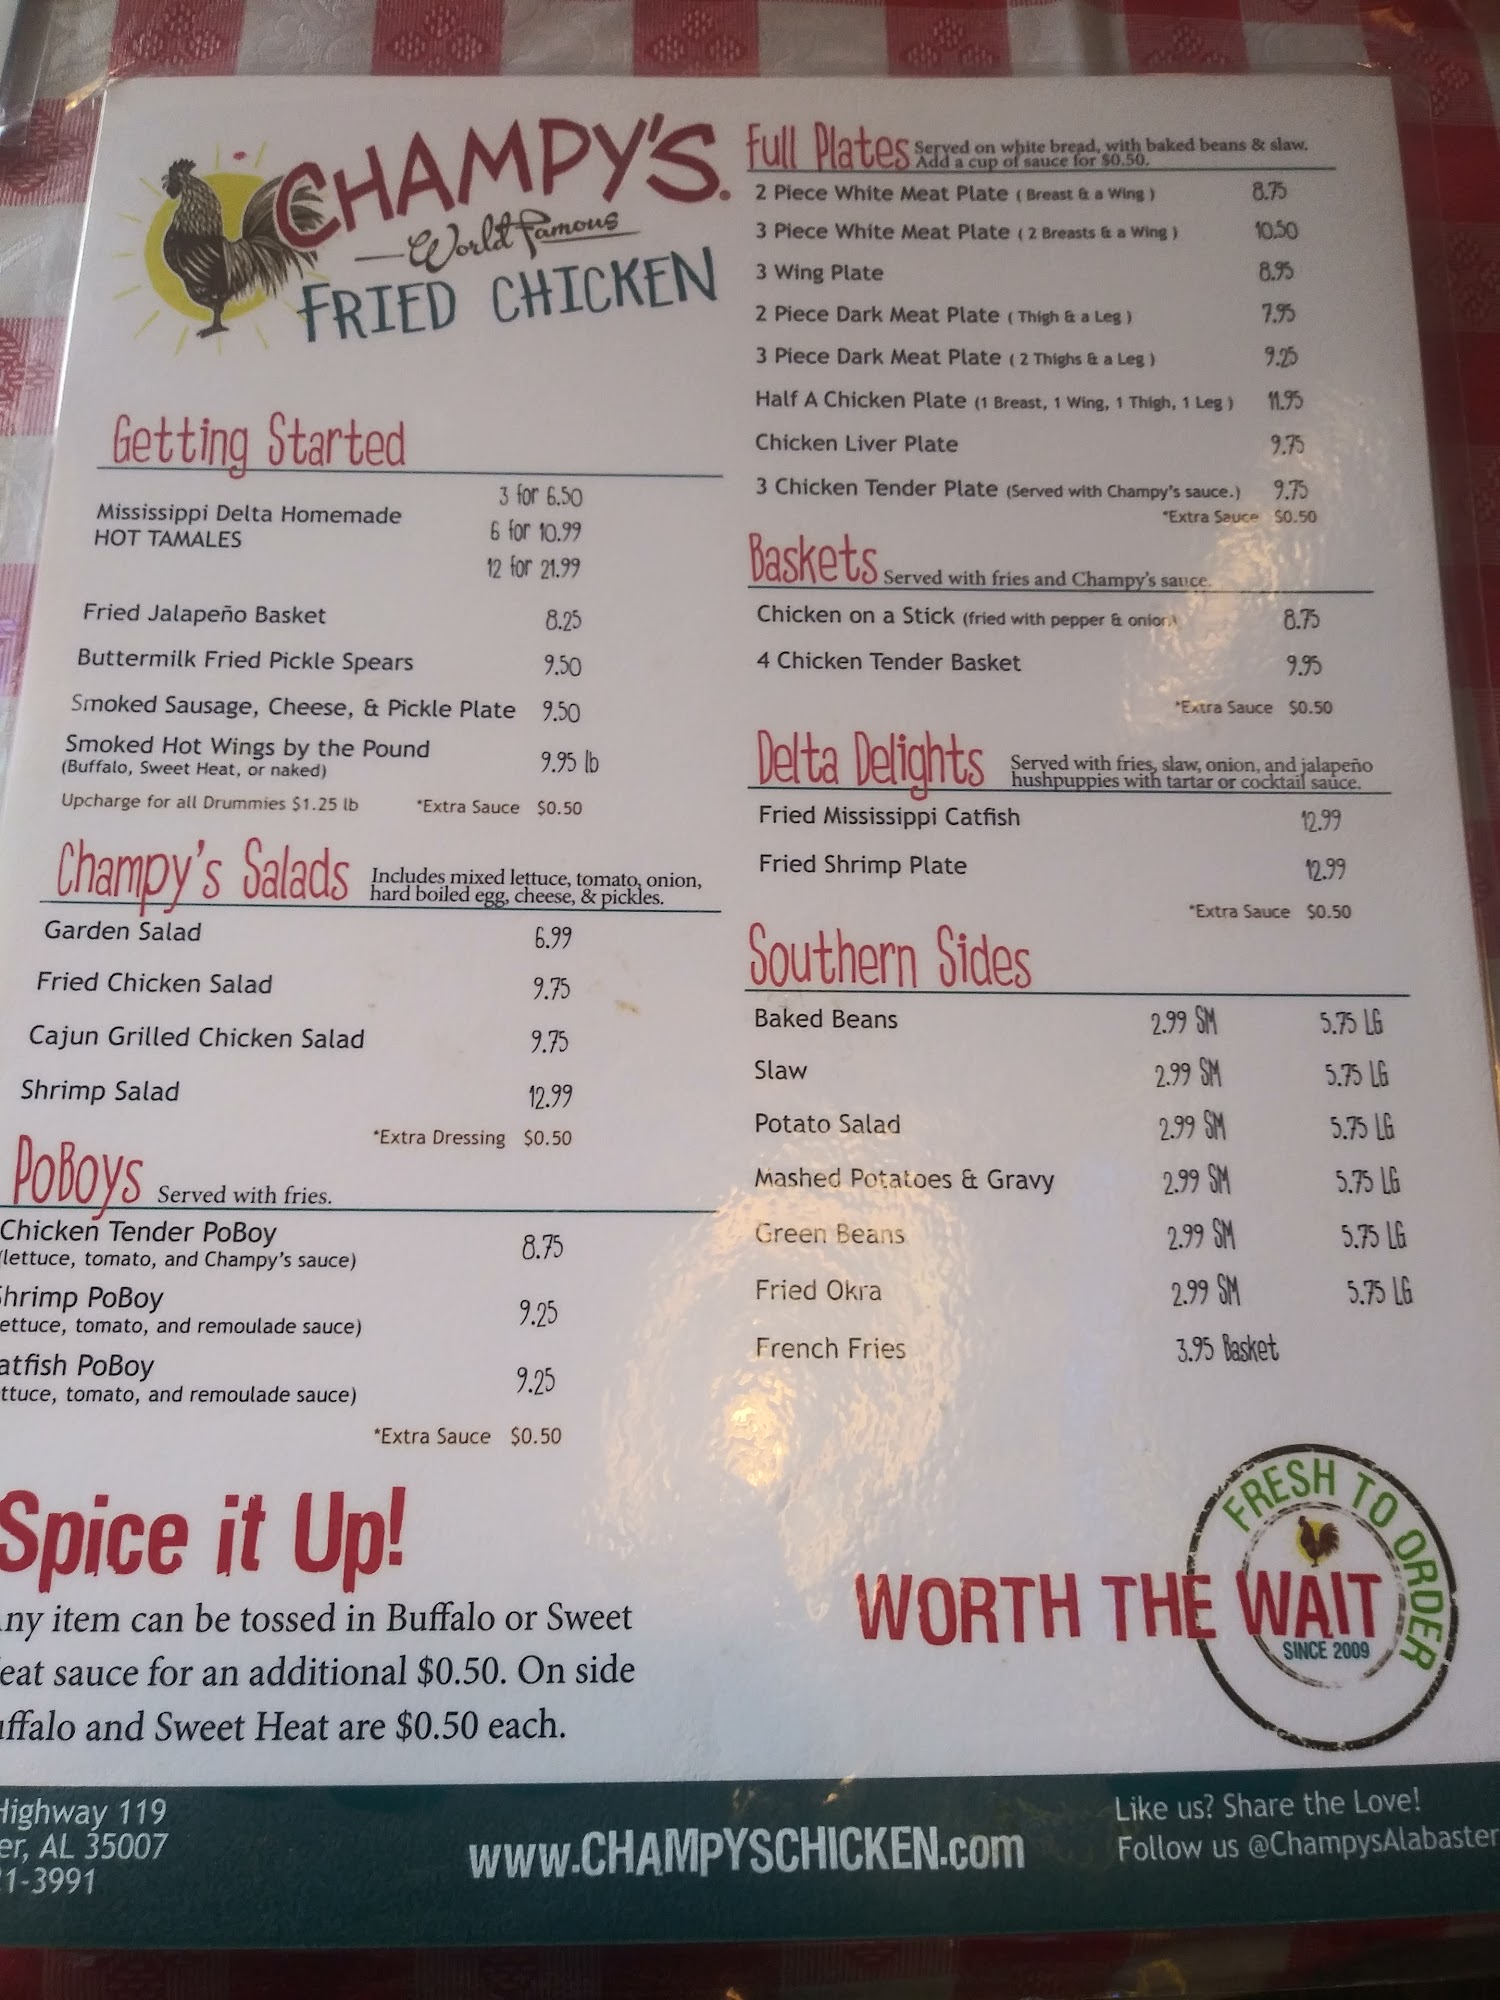 CHAMPY'S.
World Famous
FRIED CHICKEN
Getting Started
Mississippi Delta Homemade
HOT TAMALES
3 for 6.50
6 for 10.99
12 for 21.99
Fried Jalapeño Basket 8.25
Buttermilk Fried Pickle Spears 9.50
Smoked Sausage, Cheese, & Pickle Plate 9.50
Smoked Hot Wings by the Pound 9.95 lb
(Buffalo, Sweet Heat, or naked)
Upcharge for all Drummies $1.25 lb *Extra Sauce $0.50
Champy's Salads Includes mixed lettuce, tomato, onion,
hard boiled egg, cheese, & pickles.
Garden Salad 6.99
Fried Chicken Salad 9.75
Cajun Grilled Chicken Salad 9.75
Shrimp Salad 12.99
*Extra Dressing $0.50
PoBoys Served with fries.
Chicken Tender PoBoy 8.75
(lettuce, tomato, and Champy's sauce)
hrimp PoBoy 9.25
ettuce, tomato, and remoulade sauce)
atfish PoBoy 9.25
ttuce, tomato, and remoulade sauce)
*Extra Sauce $0.50
Spice it Up!
ny item can be tossed in Buffalo or Sweet
eat sauce for an additional $0.50. On side
uffalo and Sweet Heat are $0.50 each.
Full Plates Served on white bread, with baked beans & slaw.
Add a cup of sauce for $0.50.
2 Piece White Meat Plate ( Breast & a Wing ) 8.75
3 Piece White Meat Plate ( 2 Breasts & a Wing ) 10.50
3 Wing Plate 8.95
2 Piece Dark Meat Plate ( Thigh & a Leg ) 7.95
3 Piece Dark Meat Plate ( 2 Thighs & a Leg ) 9.25
Half A Chicken Plate (1 Breast, 1 Wing, 1 Thigh, 1 Leg ) 11.95
Chicken Liver Plate 9.75
3 Chicken Tender Plate (Served with Champy's sauce.) 9.75
*Extra Sauce $0.50
Baskets Served with fries and Champy's sauce.
Chicken on a Stick (fried with pepper & onion) 8.75
4 Chicken Tender Basket 9.95
*Extra Sauce $0.50
Delta Delights Served with fries, slaw, onion, and jalapeño
hushpuppies with tartar or cocktail sauce.
Fried Mississippi Catfish 12.99
Fried Shrimp Plate 12.99
*Extra Sauce $0.50
Southern Sides
Baked Beans 2.99 SM 5.75 LG
Slaw 2.99 SM 5.75 LG
Potato Salad 2.99 SM 5.75 LG
Mashed Potatoes & Gravy 2.99 SM 5.75 LG
Green Beans 2.99 SM 5.75 LG
Fried Okra 2.99 SM 5.75 LG
French Fries 3.95 Basket
FRESH TO ORDER
WORTH THE WAIT
SINCE 2009
Highway 119
er, AL 35007
1-3991
www.CHAMPYSCHICKEN.com
Like us? Share the Love!
Follow us @ChampysAlabaster